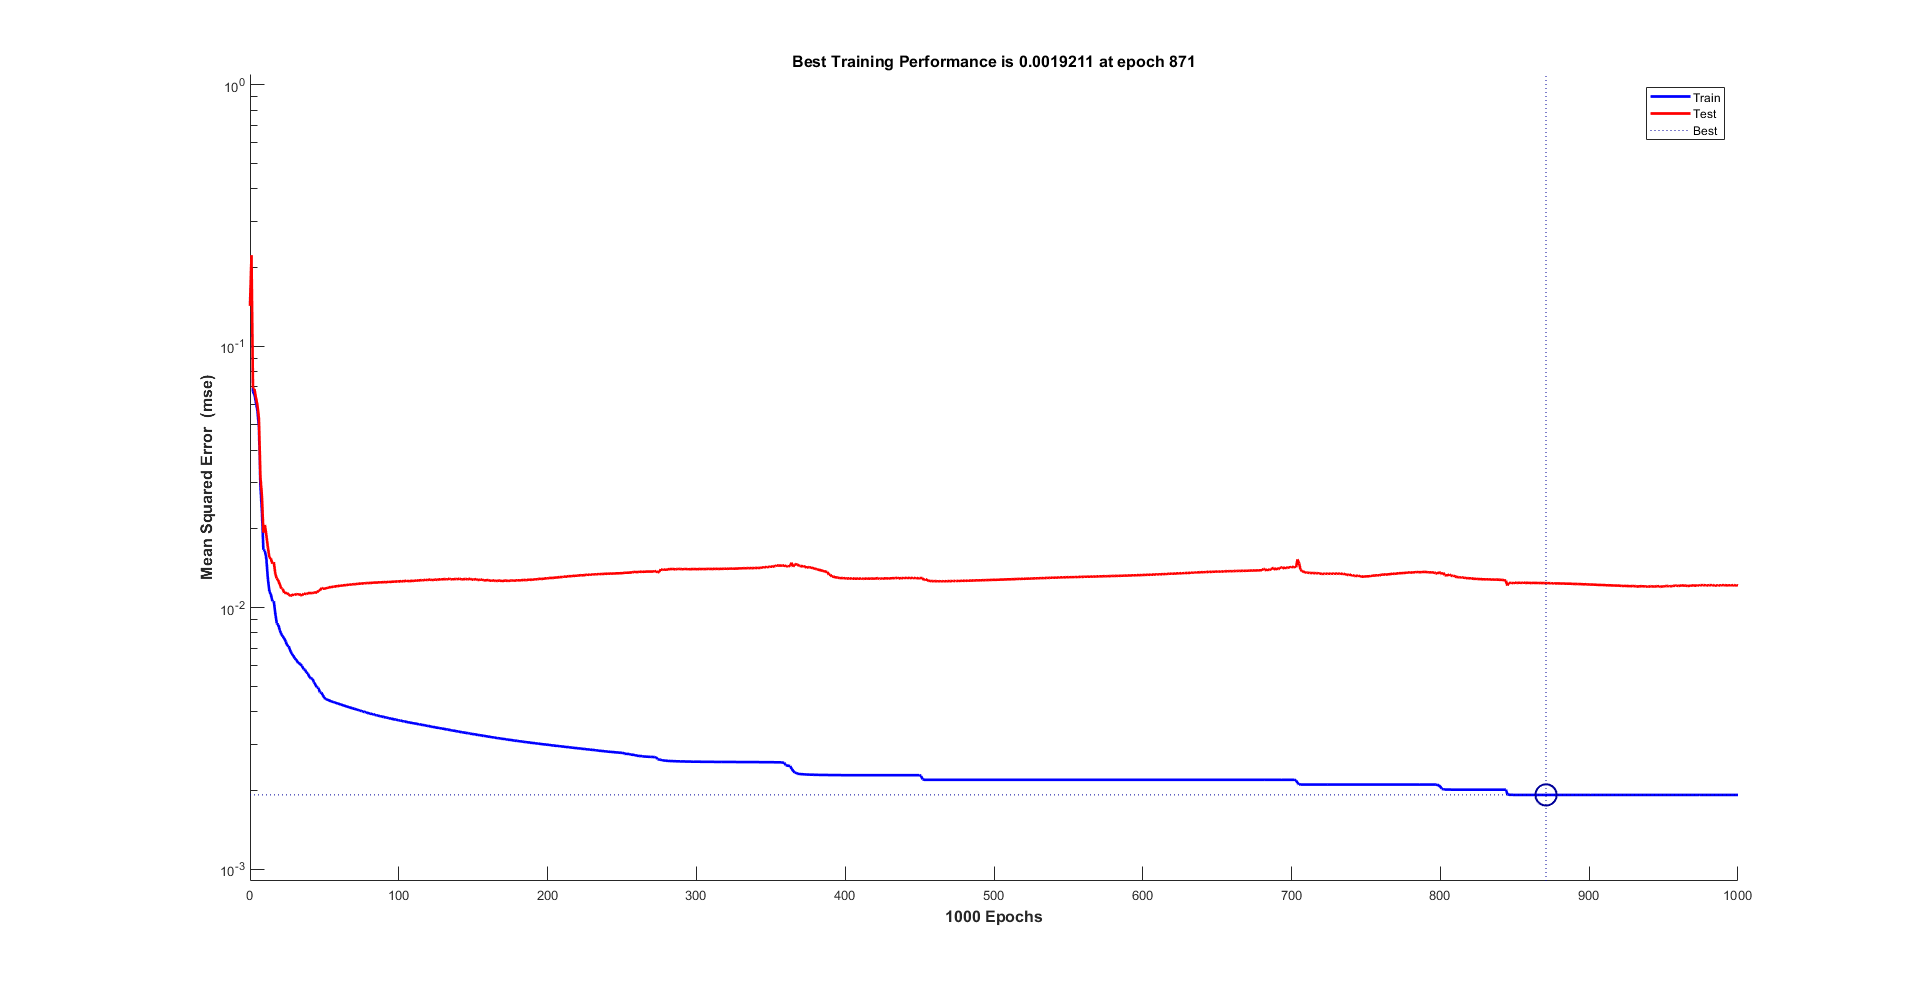 Best Training Performance is 0.0019211 at epoch 871
10^0
10^-1
10^-2
10^-3
Mean Squared Error (mse)
Train
Test
Best
0 100 200 300 400 500 600 700 800 900 1000
1000 Epochs